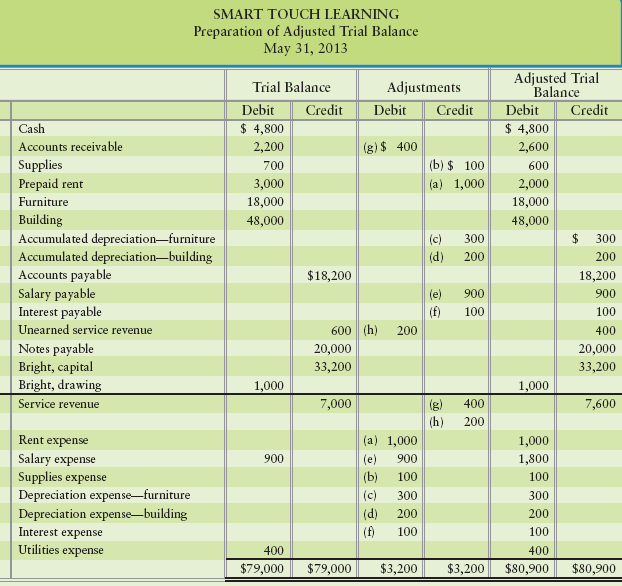 SMART TOUCH LEARNING
Preparation of Adjusted Trial Balance
May 31, 2013
Trial Balance Adjustments Adjusted Trial Balance
Debit Credit Debit Credit Debit Credit
Cash $ 4,800 $ 4,800
Accounts receivable 2,200 (g) $ 400 2,600
Supplies 700 (b) $ 100 600
Prepaid rent 3,000 (a) 1,000 2,000
Furniture 18,000 18,000
Building 48,000 48,000
Accumulated depreciation—furniture (c) 300 $ 300
Accumulated depreciation—building (d) 200 200
Accounts payable $18,200 18,200
Salary payable (e) 900 900
Interest payable (f) 100 100
Unearned service revenue 600 (h) 200 400
Notes payable 20,000 20,000
Bright, capital 33,200 33,200
Bright, drawing 1,000 1,000
Service revenue 7,000 (g) 400 7,600
(h) 200
Rent expense (a) 1,000 1,000
Salary expense 900 (e) 900 1,800
Supplies expense (b) 100 100
Depreciation expense—furniture (c) 300 300
Depreciation expense—building (d) 200 200
Interest expense (f) 100 100
Utilities expense 400 400
$79,000 $79,000 $3,200 $3,200 $80,900 $80,900